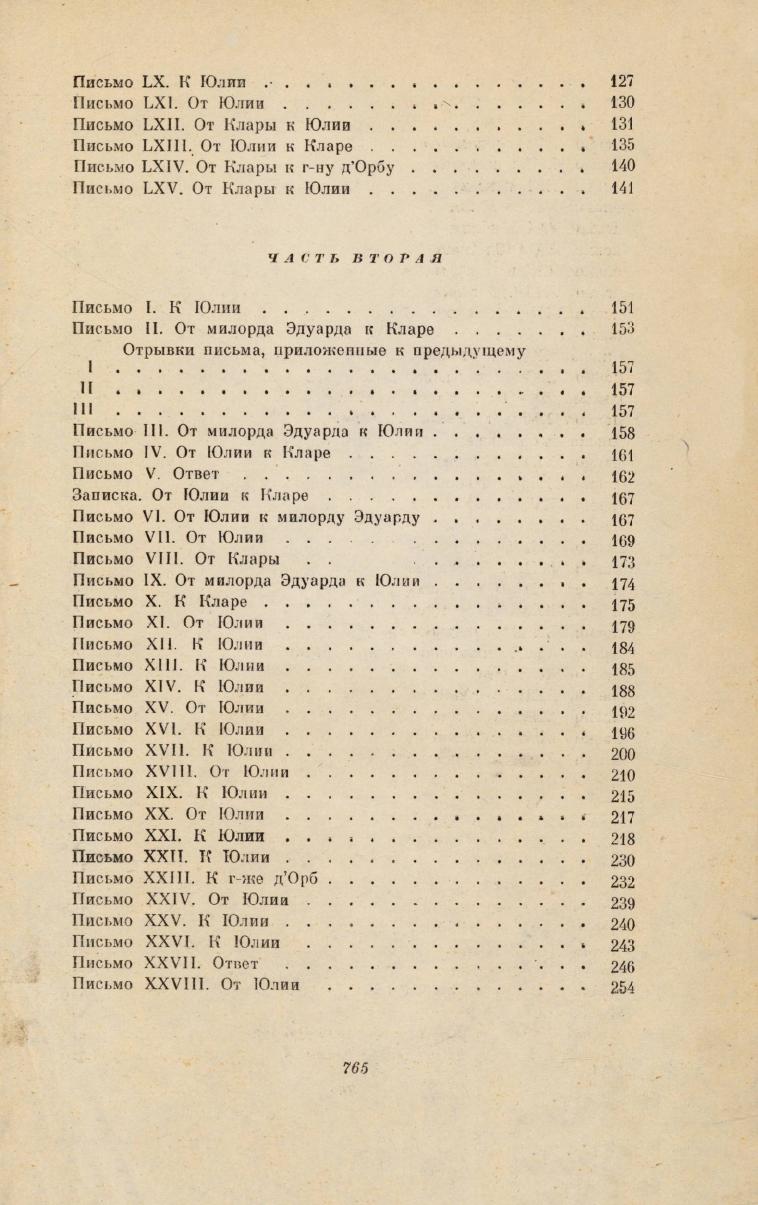 Письмо LX. К Юлии . . . . . . . . . . . . . . . . 127
Письмо LXI. От Юлии . . . . . . . . . . . . . . . 130
Письмо LXII. От Клары к Юлии . . . . . . . . . . . 131
Письмо LXIII. От Юлии к Кларе . . . . . . . . . . . 135
Письмо LXIV. От Клары к г-ну д’Орбу . . . . . . . . . 140
Письмо LXV. От Клары к Юлии . . . . . . . . . . . 141
ЧАСТЬ ВТОРАЯ
Письмо I. К Юлии . . . . . . . . . . . . . . . . 151
Письмо II. От милорда Эдуарда к Кларе . . . . . . . 153
Отрывки письма, приложенные к предыдущему
I . . . . . . . . . . . . . . . . . . . . . . . 157
II . . . . . . . . . . . . . . . . . . . . . . . 157
III . . . . . . . . . . . . . . . . . . . . . . . 157
Письмо III. От милорда Эдуарда к Юлии . . . . . . . . 158
Письмо IV. От Юлии к Кларе . . . . . . . . . . . . 161
Письмо V. Ответ . . . . . . . . . . . . . . . . . 162
Записка. От Юлии к Кларе . . . . . . . . . . . . . 167
Письмо VI. От Юлии к милорду Эдуарду . . . . . . . . 167
Письмо VII. От Юлии . . . . . . . . . . . . . . 169
Письмо VIII. От Клары . . . . . . . . . . . 173
Письмо IX. От милорда Эдуарда к Юлии . . . . . . . . 174
Письмо X. К Кларе . . . . . . . . . . . . . . . . 175
Письмо XI. От Юлии . . . . . . . . . . . . . . . 179
Письмо XII. К Юлии . . . . . . . . . . . . . . . 184
Письмо XIII. К Юлии . . . . . . . . . . . . . . . 185
Письмо XIV. К Юлии . . . . . . . . . . . . . . . 188
Письмо XV. От Юлии . . . . . . . . . . . . . . . 192
Письмо XVI. К Юлии . . . . . . . . . . . . . . . 196
Письмо XVII. К Юлии . . . . . . . . . . . . . . . 200
Письмо XVIII. От Юлии . . . . . . . . . . . . . . 210
Письмо XIX. К Юлии . . . . . . . . . . . . . . . 215
Письмо XX. От Юлии . . . . . . . . . . . . . . . 217
Письмо XXI. К Юлии . . . . . . . . . . . . . . . 218
Письмо XXII. К Юлии . . . . . . . . . . . . . . . 230
Письмо XXIII. К г-же д’Орб . . . . . . . . . . . . . 232
Письмо XXIV. От Юлии . . . . . . . . . . . . . . 239
Письмо XXV. К Юлии . . . . . . . . . . . . . . . 240
Письмо XXVI. К Юлии . . . . . . . . . . . . . . 243
Письмо XXVII. Ответ . . . . . . . . . . . . . . . 246
Письмо XXVIII. От Юлии . . . . . . . . . . . . . 254
765